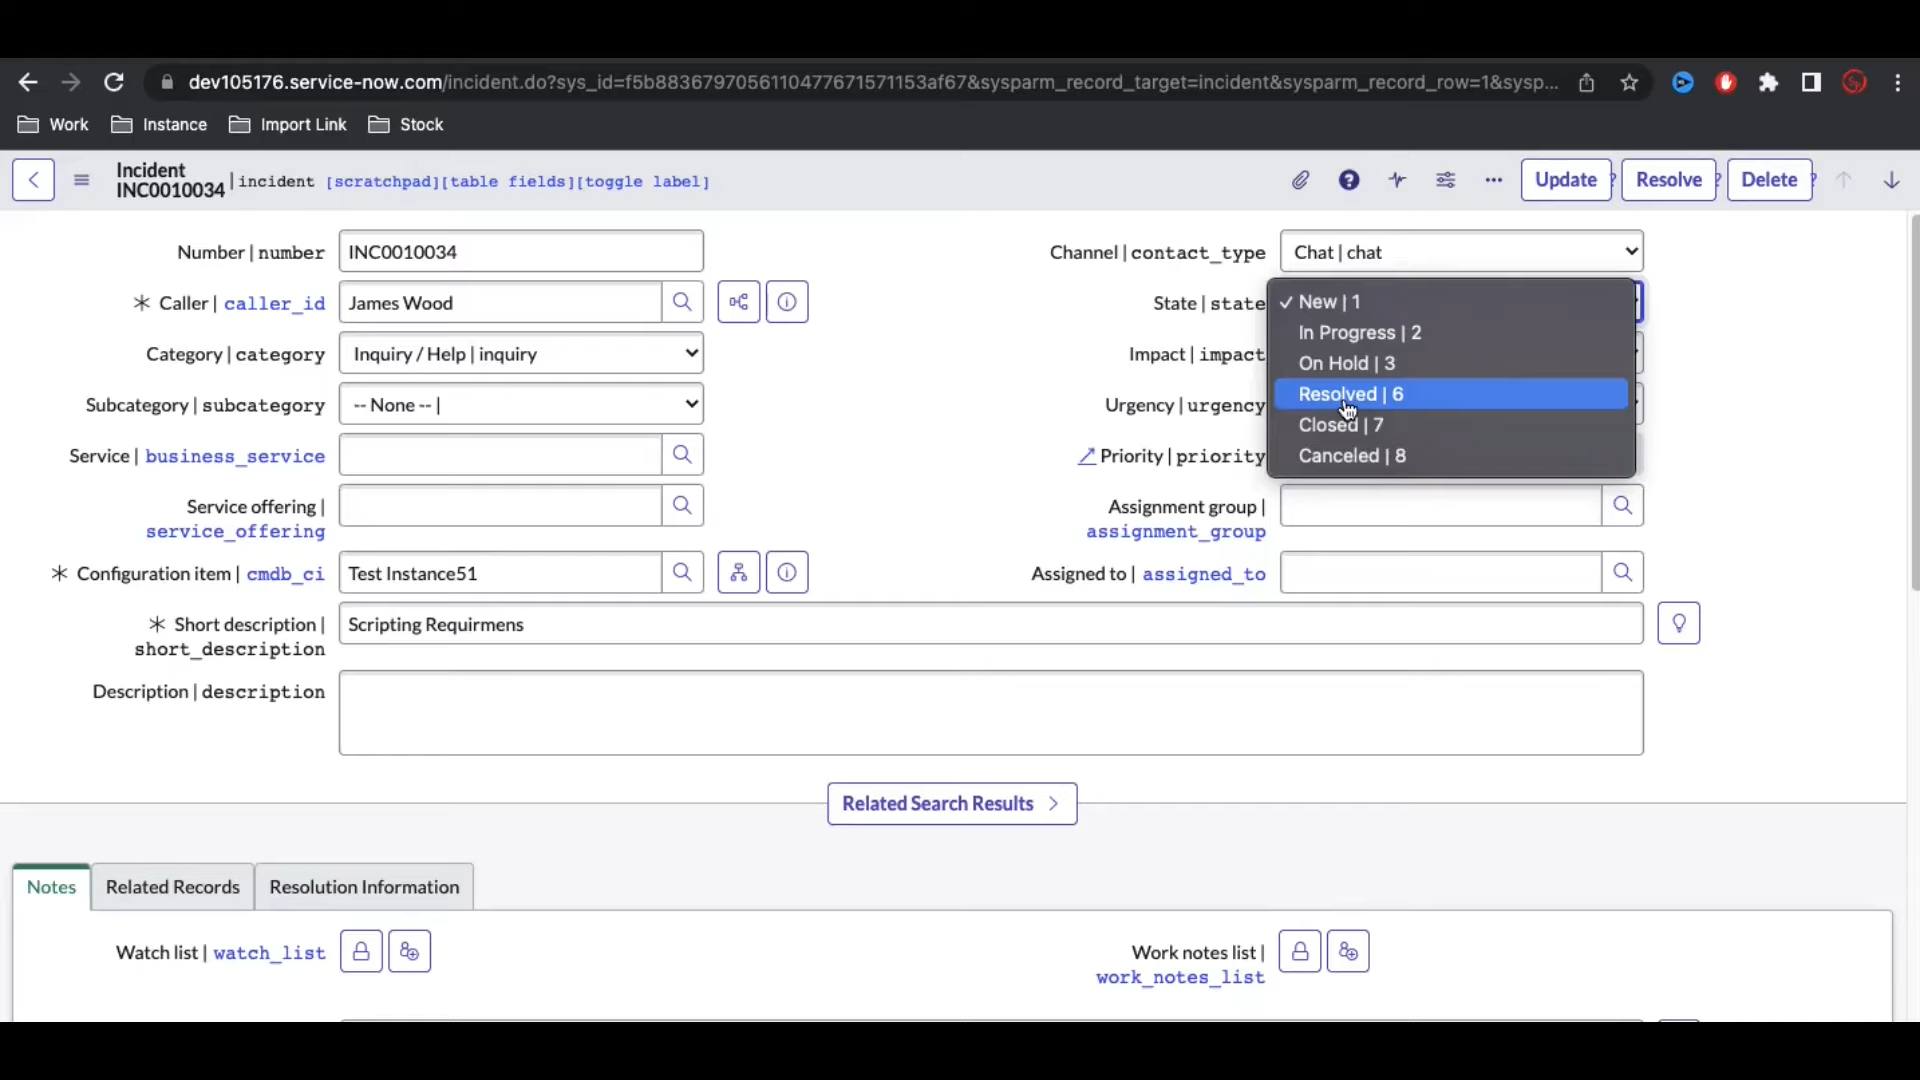 dev105176.service-now.com/incident.do?sys_id=f5b8836797056110477671571153af67&sysparm_record_target=incident&sysparm_record_row=1&sysp...
Work Instance Import Link Stock
Incident
INC0010034 | incident [scratchpad][table fields][toggle label]
Update ? Resolve ? Delete ?
Number | number INC0010034
Channel | contact_type Chat | chat
* Caller | caller_id James Wood
State | state ✓ New | 1
In Progress | 2
On Hold | 3
Resolved | 6
Closed | 7
Canceled | 8
Category | category Inquiry / Help | inquiry
Impact | impact
Subcategory | subcategory -- None -- |
Urgency | urgency
Service | business_service
Priority | priority
Service offering |
service_offering
Assignment group |
assignment_group
* Configuration item | cmdb_ci Test Instance51
Assigned to | assigned_to
* Short description |
short_description
Scripting Requirmens
Description | description
Related Search Results >
Notes Related Records Resolution Information
Watch list | watch_list
Work notes list |
work_notes_list